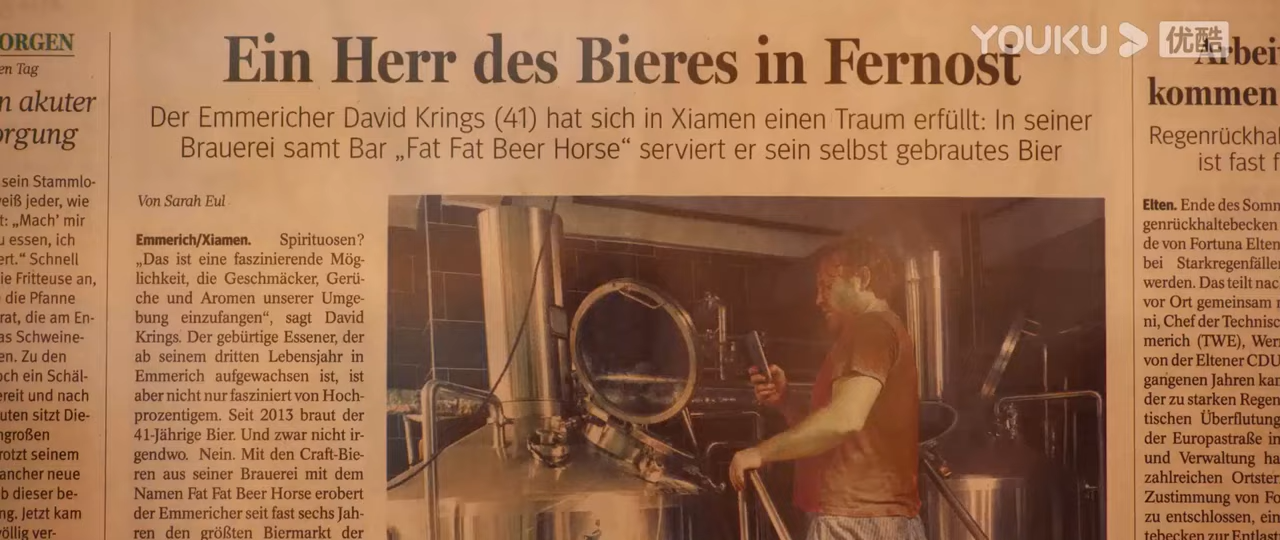 YOUKU 优酷
ORGEN
en Tag
n akuter
orgung
sein Stammlo-
eiß jeder, wie
t: „Mach’ mir
u essen, ich
ert.“ Schnell
ie Fritteuse an,
die Pfanne
rat, die am En-
as Schweine-
en. Zu den
och ein Schäl-
ereit und nach
uten sitzt Die-
ngroßen
rotzt seinem
ancher neue
b dieser be-
ng. Jetzt kam
völlig ver-
Ein Herr des Bieres in Fernost
Der Emmericher David Krings (41) hat sich in Xiamen einen Traum erfüllt: In seiner
Brauerei samt Bar „Fat Fat Beer Horse“ serviert er sein selbst gebrautes Bier
Von Sarah Eul
Emmerich/Xiamen. Spirituosen?
„Das ist eine faszinierende Mög-
lichkeit, die Geschmäcker, Gerü-
che und Aromen unserer Umge-
bung einzufangen“, sagt David
Krings. Der gebürtige Essener, der
ab seinem dritten Lebensjahr in
Emmerich aufgewachsen ist, ist
aber nicht nur fasziniert von Hoch-
prozentigem. Seit 2013 braut der
41-Jährige Bier. Und zwar nicht ir-
gendwo. Nein. Mit den Craft-Bie-
ren aus seiner Brauerei mit dem
Namen Fat Fat Beer Horse erobert
der Emmericher seit fast sechs Jah-
ren den größten Biermarkt der
Arbei
kommen
Regenrückhal
ist fast f
Elten. Ende des Somm
genrückhaltebecken
de von Fortuna Elten
bei Starkregenfälle
werden. Das teilt nac
vor Ort gemeinsam
ni, Chef der Technisc
merich (TWE), Wer
von der Eltener CDU
gangenen Jahren kam
der zu starken Regen
tischen Überflutung
der Europastraße in
und Verwaltung ha
zahlreichen Ortster
Zustimmung von Fo
zu entschlossen, ein
tebecken zur Entlast